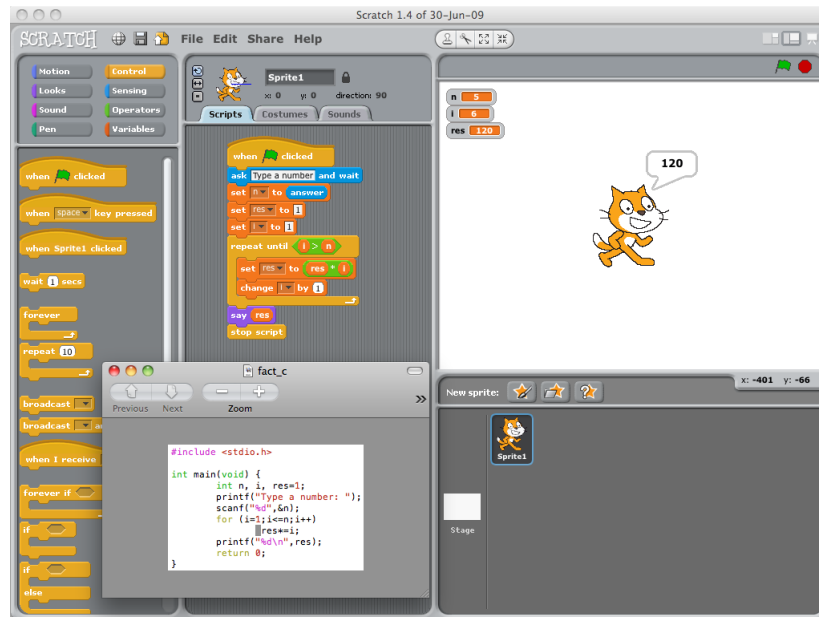 Scratch 1.4 of 30-Jun-09
SCRATCH File Edit Share Help
Motion Control
Looks Sensing
Sound Operators
Pen Variables
when clicked
when space key pressed
when Sprite1 clicked
wait 1 secs
forever
repeat 10
broadcast
broadcast
when I receive
forever if
if
if
else
Sprite1
x: 0 y: 0 direction: 90
Scripts Costumes Sounds
when clicked
ask Type a number and wait
set n to answer
set res to 1
set i to 1
repeat until i > n
set res to res * i
change i by 1
say res
stop script
n 5
i 6
res 120
120
x: -401 y: -66
New sprite:
Sprite1
Stage
fact_c
Previous Next Zoom
#include <stdio.h>
int main(void) {
int n, i, res=1;
printf("Type a number: ");
scanf("%d",&n);
for (i=1;i<=n;i++)
res*=i;
printf("%d\n",res);
return 0;
}